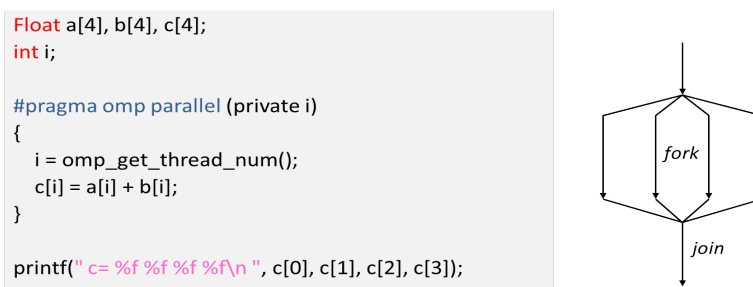 Float a[4], b[4], c[4];
int i;
#pragma omp parallel (private i)
{
i = omp_get_thread_num();
c[i] = a[i] + b[i];
}
printf(" c= %f %f %f %f\n ", c[0], c[1], c[2], c[3]);
fork
join